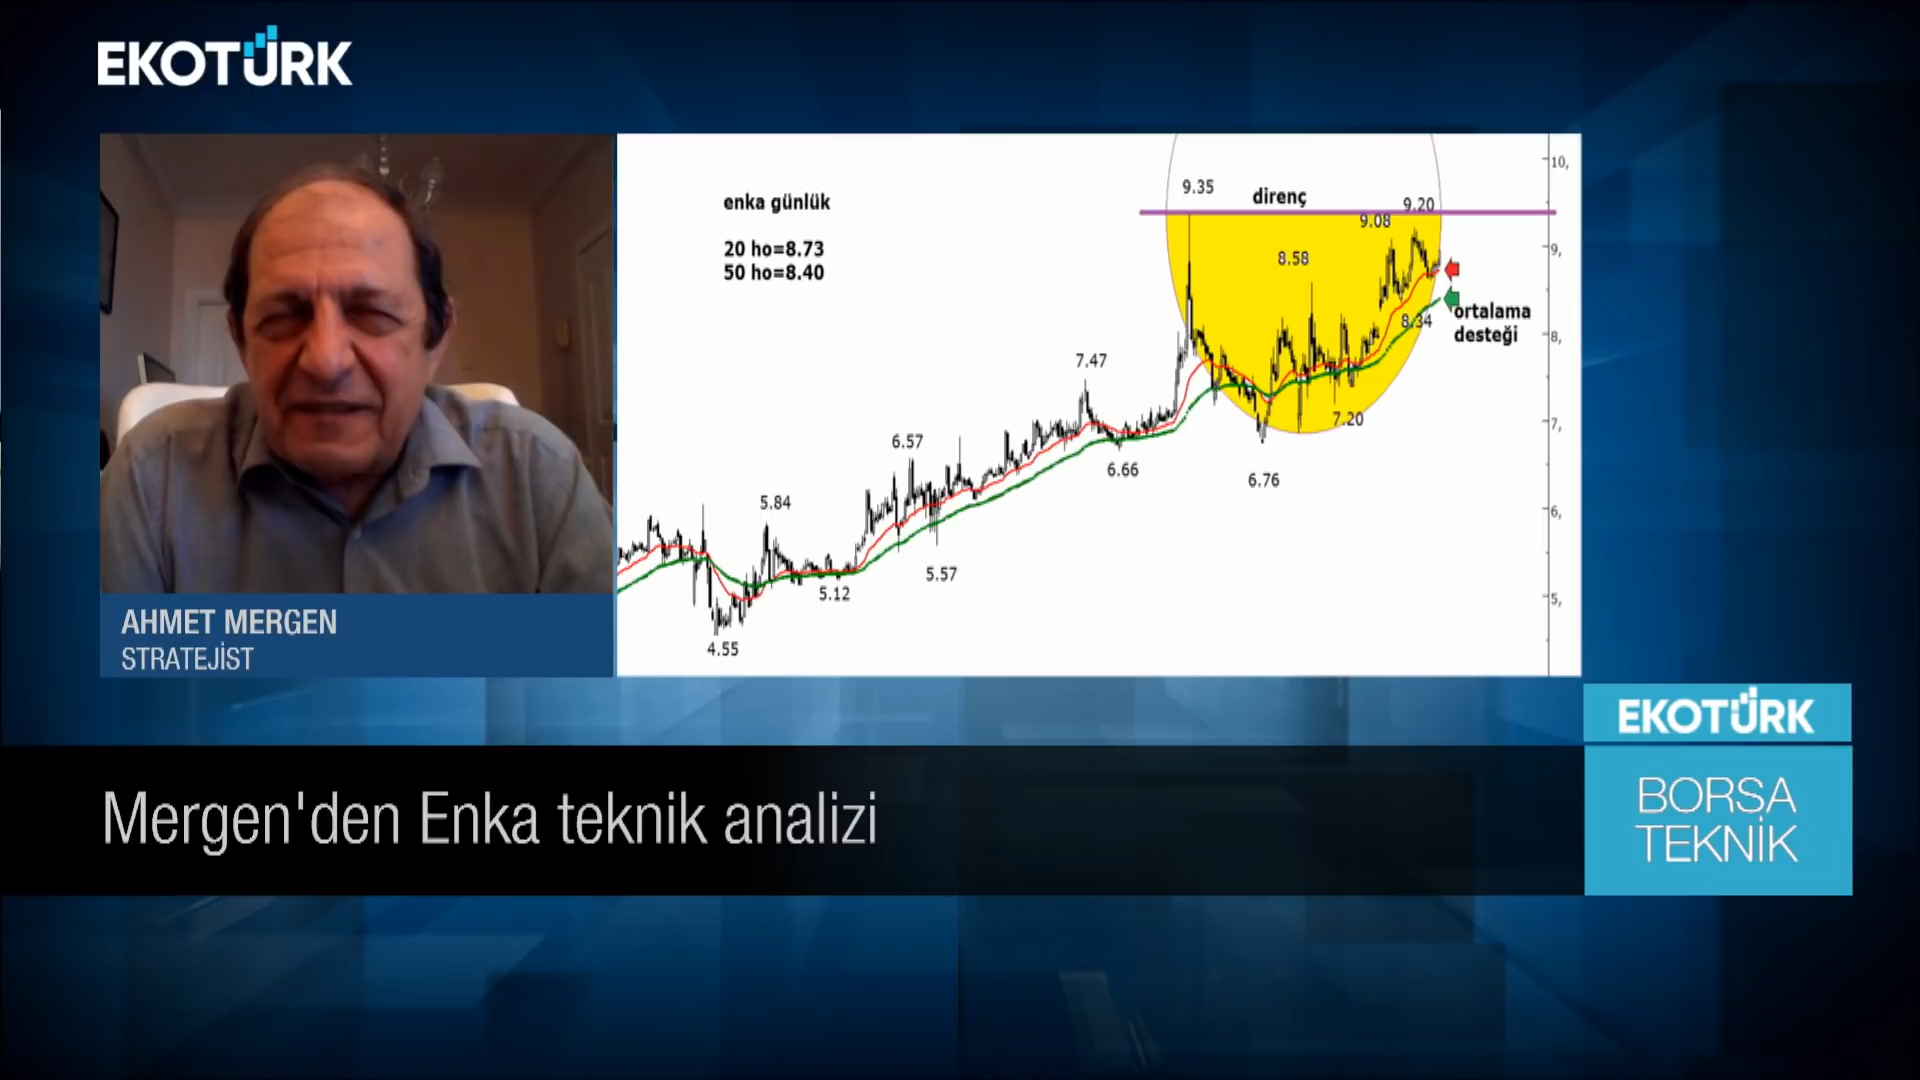 EKOTÜRK
enka günlük
20 ho=8.73
50 ho=8.40
9.35
direnç
9.20
9.08
8.58
8.34
ortalama
desteği
7.47
7.20
6.57
6.66
6.76
5.84
5.57
5.12
4.55
10,
9,
8,
7,
6,
5,
AHMET MERGEN
STRATEJİST
EKOTÜRK
Mergen'den Enka teknik analizi
BORSA
TEKNİK